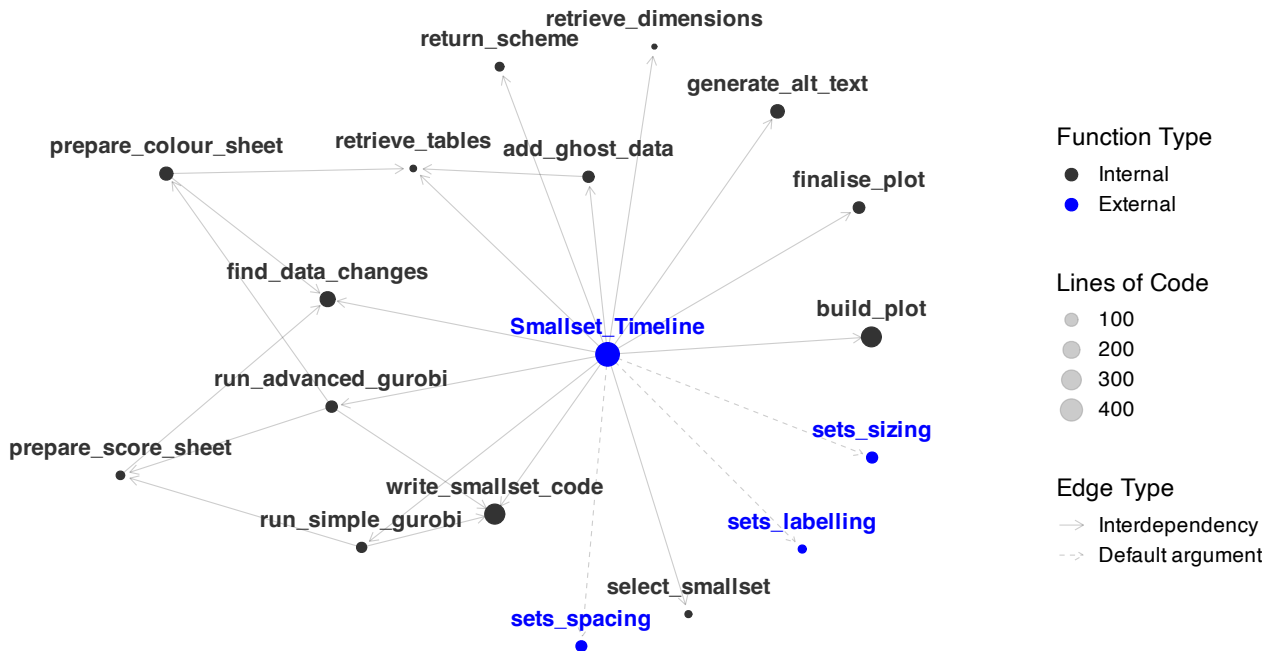 retrieve_dimensions
return_scheme
generate_alt_text
prepare_colour_sheet
retrieve_tables
add_ghost_data
finalise_plot
find_data_changes
build_plot
Smallset_Timeline
run_advanced_gurobi
sets_sizing
prepare_score_sheet
write_smallset_code
run_simple_gurobi
sets_labelling
select_smallset
sets_spacing
Function Type
Internal
External
Lines of Code
100
200
300
400
Edge Type
Interdependency
Default argument